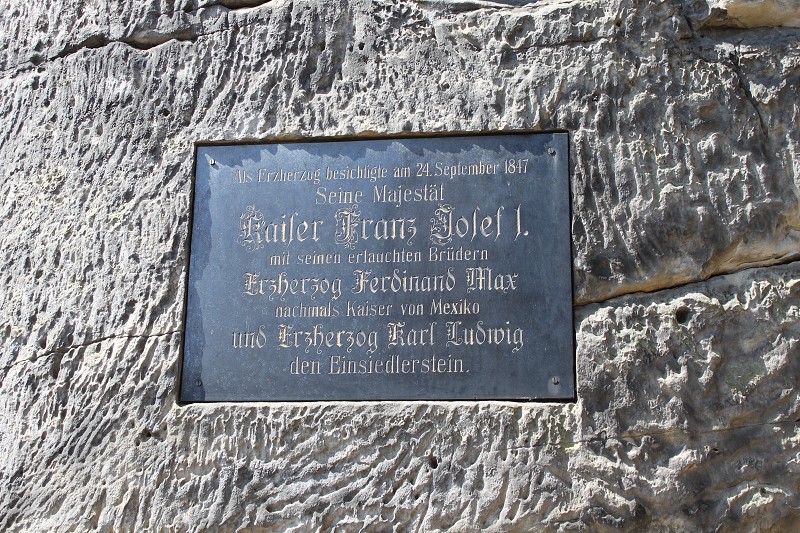 Als Erzherzog besichtigte am 24. September 1847
Seine Majestät
Kaiser Franz Josef I.
mit seinen erlauchten Brüdern
Erzherzog Ferdinand Max
nachmals Kaiser von Mexiko
und Erzherzog Karl Ludwig
den Einsiedlerstein.